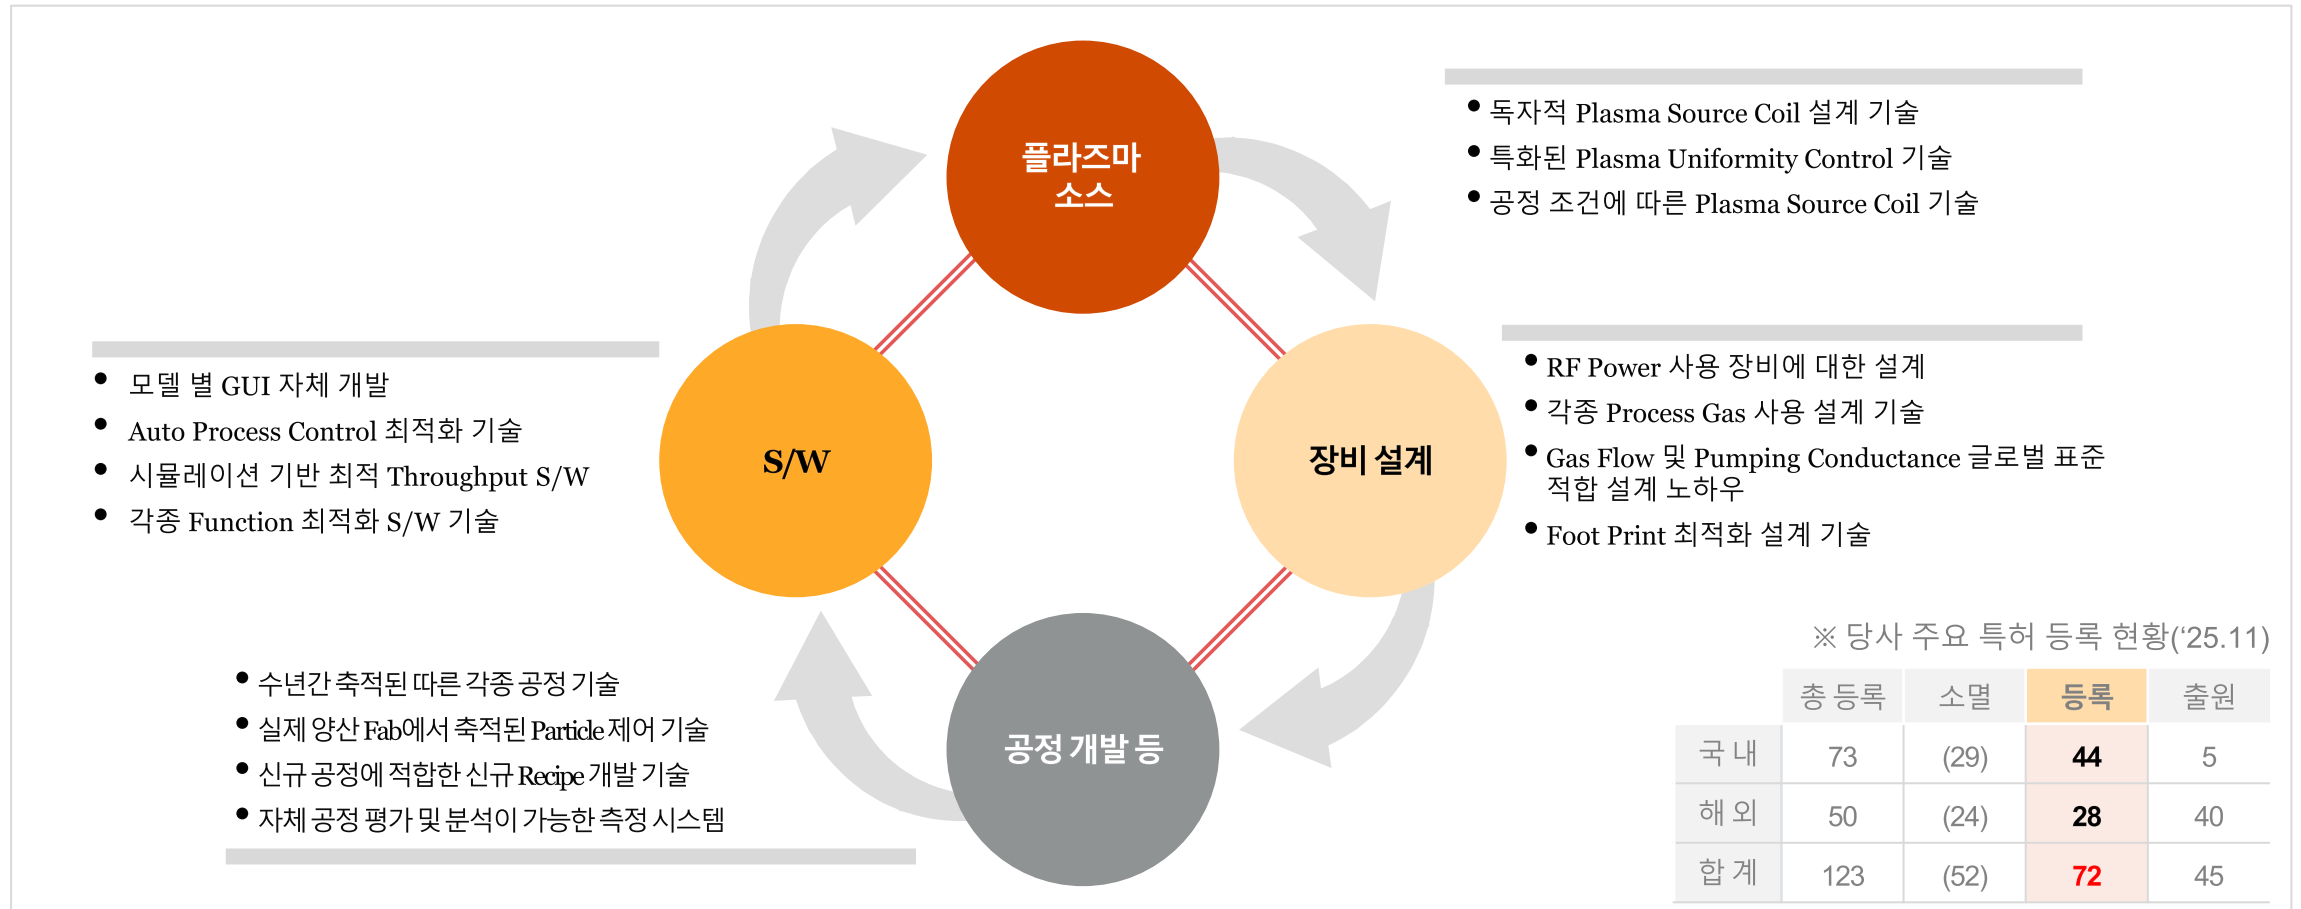 플라즈마
소스
• 독자적 Plasma Source Coil 설계 기술
• 특화된 Plasma Uniformity Control 기술
• 공정 조건에 따른 Plasma Source Coil 기술
장비 설계
• RF Power 사용 장비에 대한 설계
• 각종 Process Gas 사용 설계 기술
• Gas Flow 및 Pumping Conductance 글로벌 표준
적합 설계 노하우
• Foot Print 최적화 설계 기술
S/W
• 모델 별 GUI 자체 개발
• Auto Process Control 최적화 기술
• 시뮬레이션 기반 최적 Throughput S/W
• 각종 Function 최적화 S/W 기술
공정 개발 등
• 수년간 축적된 따른 각종 공정 기술
• 실제 양산 Fab에서 축적된 Particle 제어 기술
• 신규 공정에 적합한 신규 Recipe 개발 기술
• 자체 공정 평가 및 분석이 가능한 측정 시스템
※ 당사 주요 특허 등록 현황(‘25.11)
총 등록 소멸 등록 출원
국 내 73 (29) 44 5
해 외 50 (24) 28 40
합 계 123 (52) 72 45